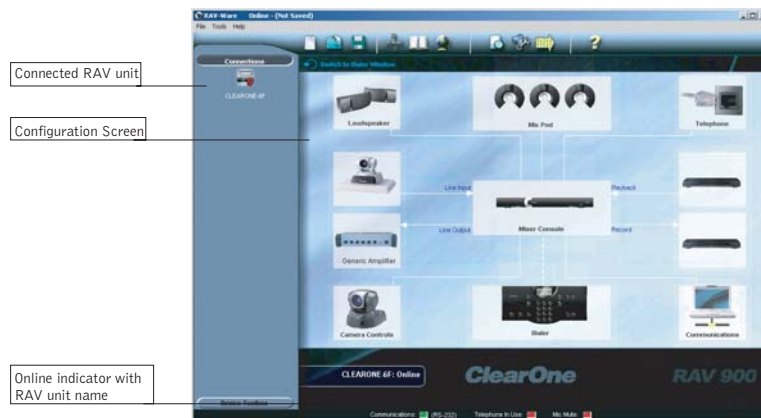 RAV-Ware Online - (Not Saved)
File Tools Help
Connections
CLEARONE 6F
Switch to Dialer Window
Connected RAV unit
Configuration Screen
Loudspeaker
Mic Pod
Telephone
Line Input
Playback
Mixer Console
Line Output
Record
Generic Amplifier
Camera Controls
Dialer
Communications
Online indicator with
RAV unit name
CLEARONE 6F: Online
ClearOne
RAV 900
Device Toolbox
Communications: (RS-232) Telephone In Use: Mic Mute: